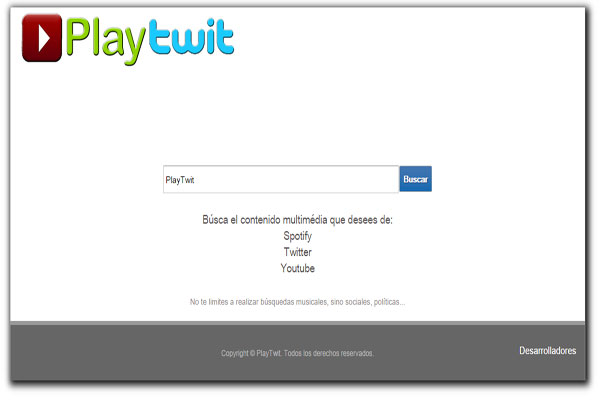 Playtwit
PlayTwit
Buscar
Búsca el contenido multimédia que desees de:
Spotify
Twitter
Youtube
No te limites a realizar búsquedas musicales, sino sociales, políticas...
Copyright © PlayTwt. Todos los derechos reservados.
Desarrolladores